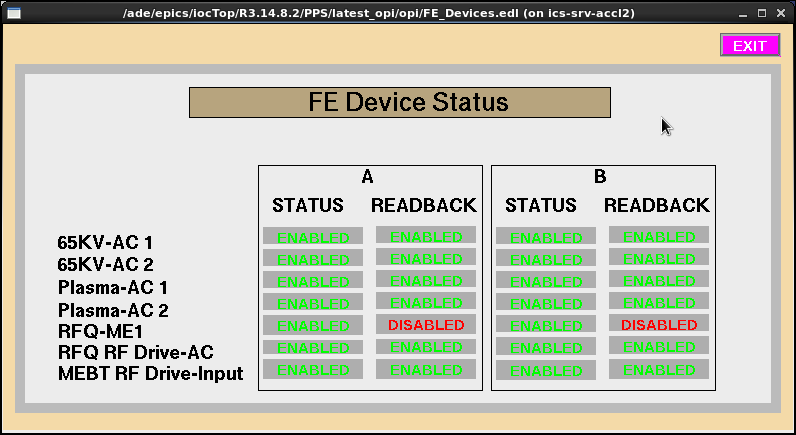 /ade/epics/iocTop/R3.14.8.2/PPS/latest_opi/opi/FE_Devices.edl (on ics-srv-accl2)
EXIT
FE Device Status
A B
STATUS READBACK STATUS READBACK
65KV-AC 1 ENABLED ENABLED ENABLED ENABLED
65KV-AC 2 ENABLED ENABLED ENABLED ENABLED
Plasma-AC 1 ENABLED ENABLED ENABLED ENABLED
Plasma-AC 2 ENABLED ENABLED ENABLED ENABLED
RFQ-ME1 ENABLED DISABLED ENABLED DISABLED
RFQ RF Drive-AC ENABLED ENABLED ENABLED ENABLED
MEBT RF Drive-Input ENABLED ENABLED ENABLED ENABLED